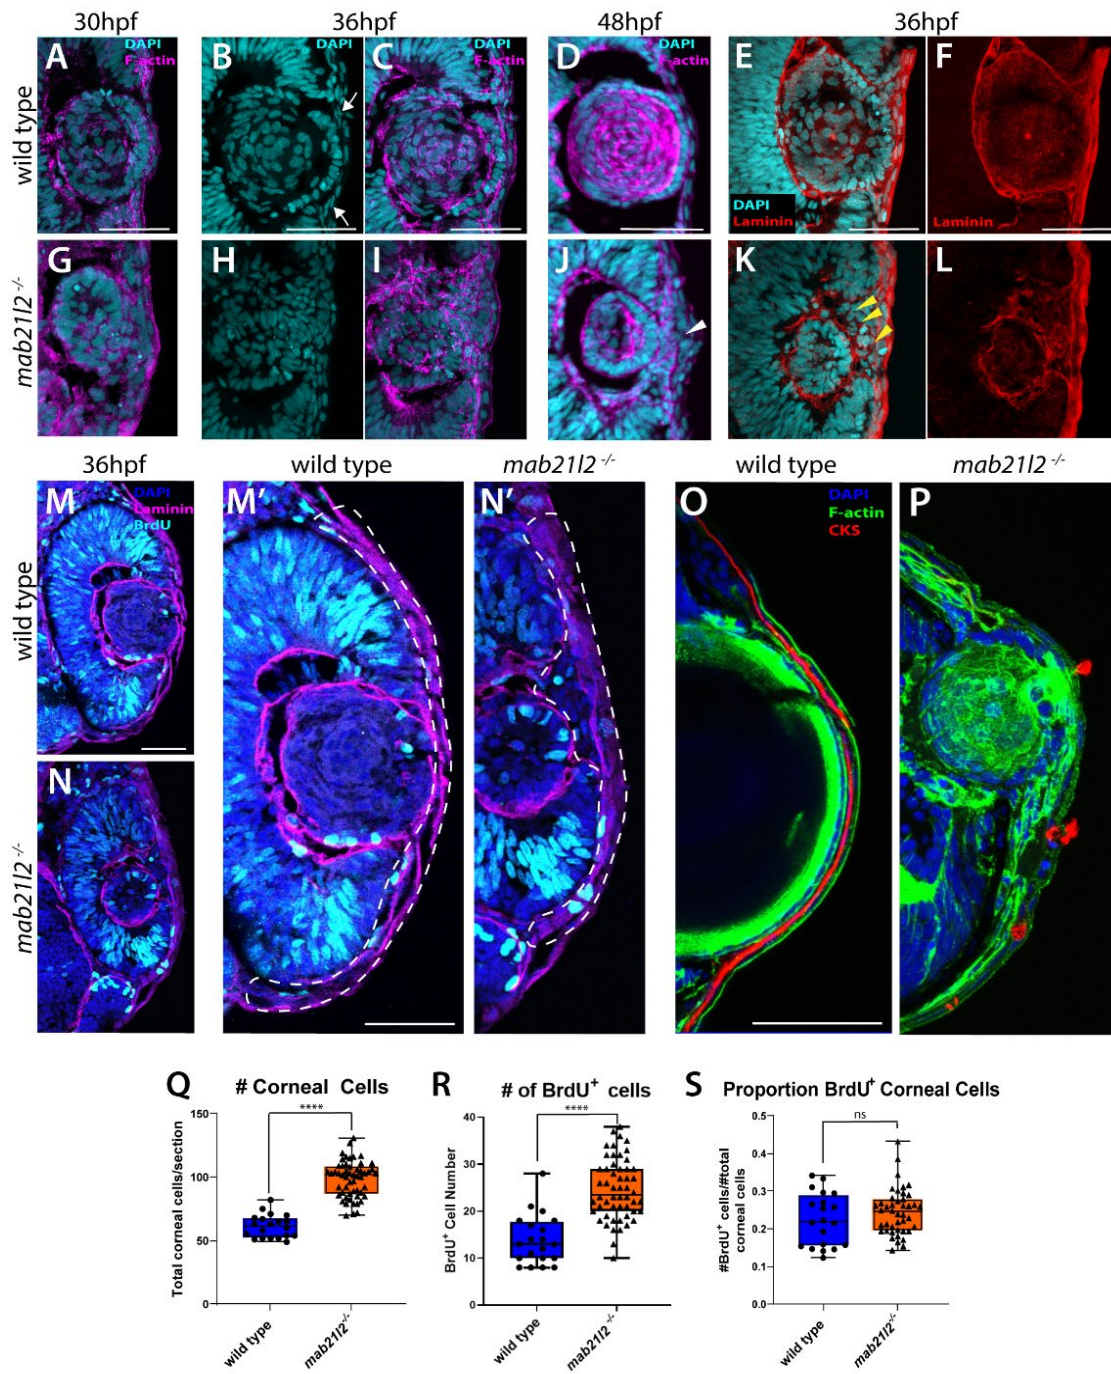 30hpf 36hpf 48hpf 36hpf
wild type
A DAPI
F-actin
B DAPI
C DAPI
F-actin
D DAPI
F-actin
E
DAPI
Laminin
F
Laminin
mab21l2 -/-
G
H
I
J
K
L
36hpf wild type mab21l2 -/- wild type mab21l2 -/-
wild type
M DAPI
Laminin
BrdU
M'
N'
O DAPI
F-actin
CKS
P
mab21l2 -/-
N
Q # Corneal Cells
****
Total corneal cells/section
150
100
50
0
wild type
mab21l2-/-
R # of BrdU+ cells
****
BrdU+ Cell Number
40
30
20
10
0
wild type
mab21l2-/-
S Proportion BrdU+ Corneal Cells
ns
#BrdU+ cells/#total
corneal cells
0.5
0.4
0.3
0.2
0.1
0.0
wild type
mab21l2-/-